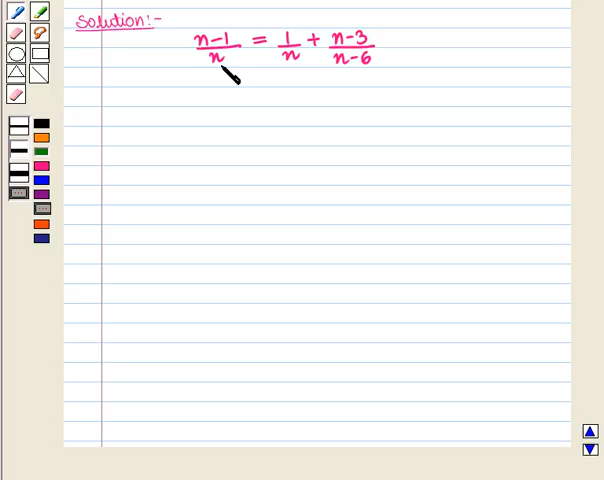 Solution:-
n-1/n = 1/n + n-3/n-6